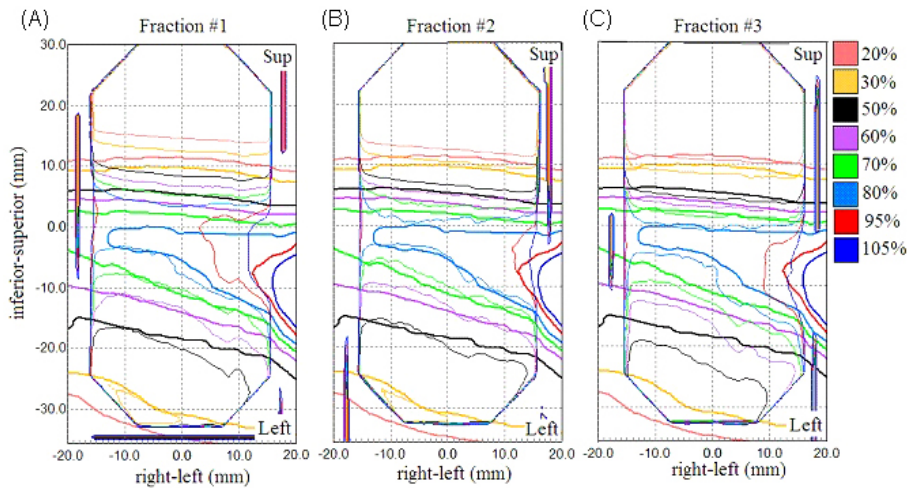 (A)
Fraction #1
(B)
Fraction #2
(C)
Fraction #3
inferior-superior (mm)
30.0
20.0
10.0
0.0
-10.0
-20.0
-30.0
Sup
Sup
Sup
Left
Left
Left
20%
30%
50%
60%
70%
80%
95%
105%
-20.0 -10.0 0.0 10.0 20.0
-20.0 -10.0 0.0 10.0 20.0
-20.0 -10.0 0.0 10.0 20.0
right-left (mm)
right-left (mm)
right-left (mm)